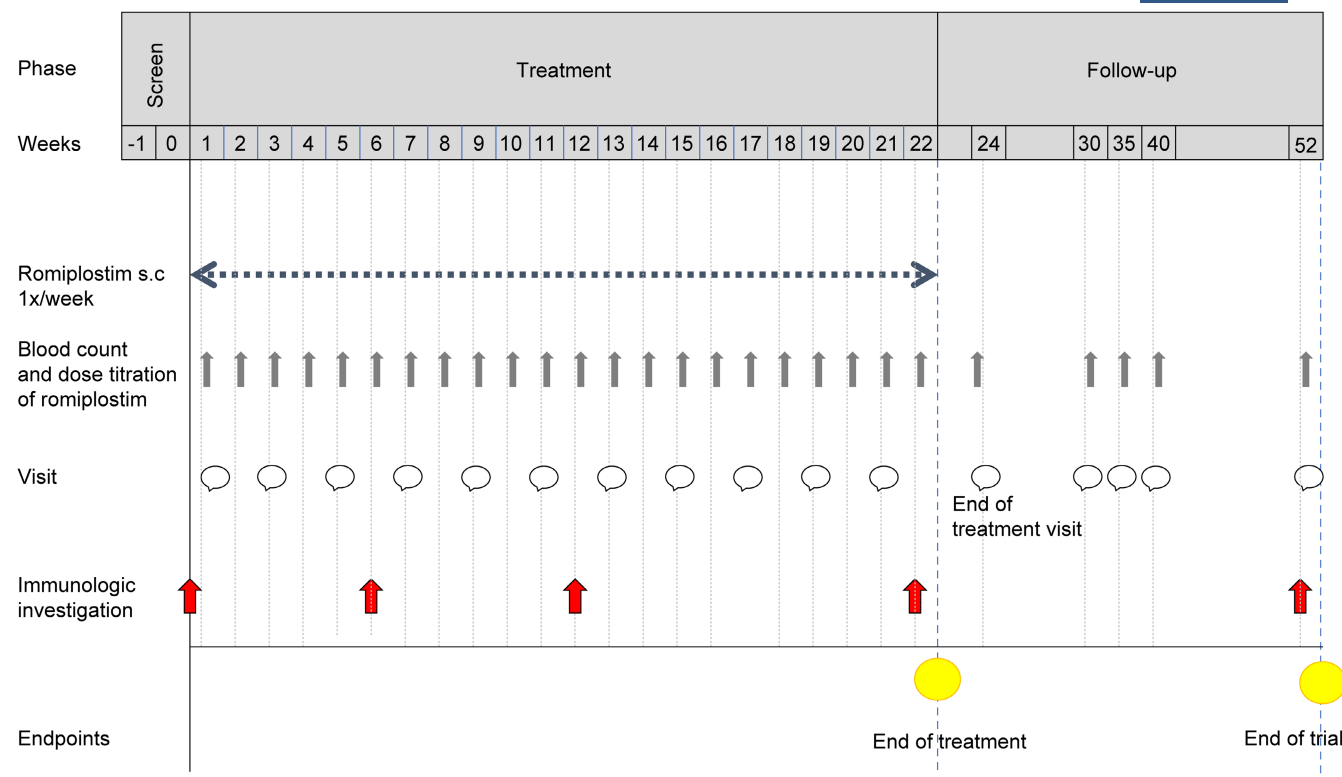 Phase
Screen
Treatment
Follow-up
Weeks
-1 0 1 2 3 4 5 6 7 8 9 10 11 12 13 14 15 16 17 18 19 20 21 22 24 30 35 40 52
Romiplostim s.c
1x/week
Blood count
and dose titration
of romiplostim
Visit
End of
treatment visit
Immunologic
investigation
Endpoints
End of treatment
End of trial